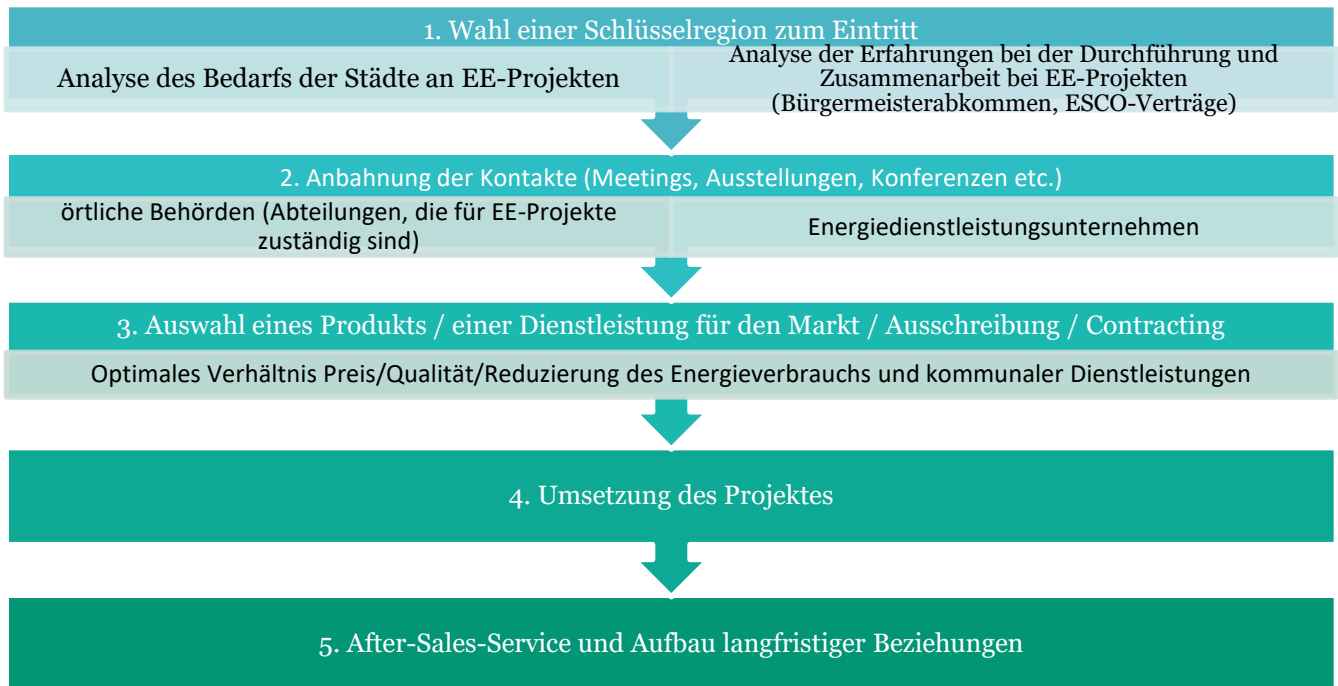 1. Wahl einer Schlüsselregion zum Eintritt
Analyse des Bedarfs der Städte an EE-Projekten
Analyse der Erfahrungen bei der Durchführung und
Zusammenarbeit bei EE-Projekten
(Bürgermeisterabkommen, ESCO-Verträge)
2. Anbahnung der Kontakte (Meetings, Ausstellungen, Konferenzen etc.)
örtliche Behörden (Abteilungen, die für EE-Projekte
zuständig sind)
Energiedienstleistungsunternehmen
3. Auswahl eines Produkts / einer Dienstleistung für den Markt / Ausschreibung / Contracting
Optimales Verhältnis Preis/Qualität/Reduzierung des Energieverbrauchs und kommunaler Dienstleistungen
4. Umsetzung des Projektes
5. After-Sales-Service und Aufbau langfristiger Beziehungen